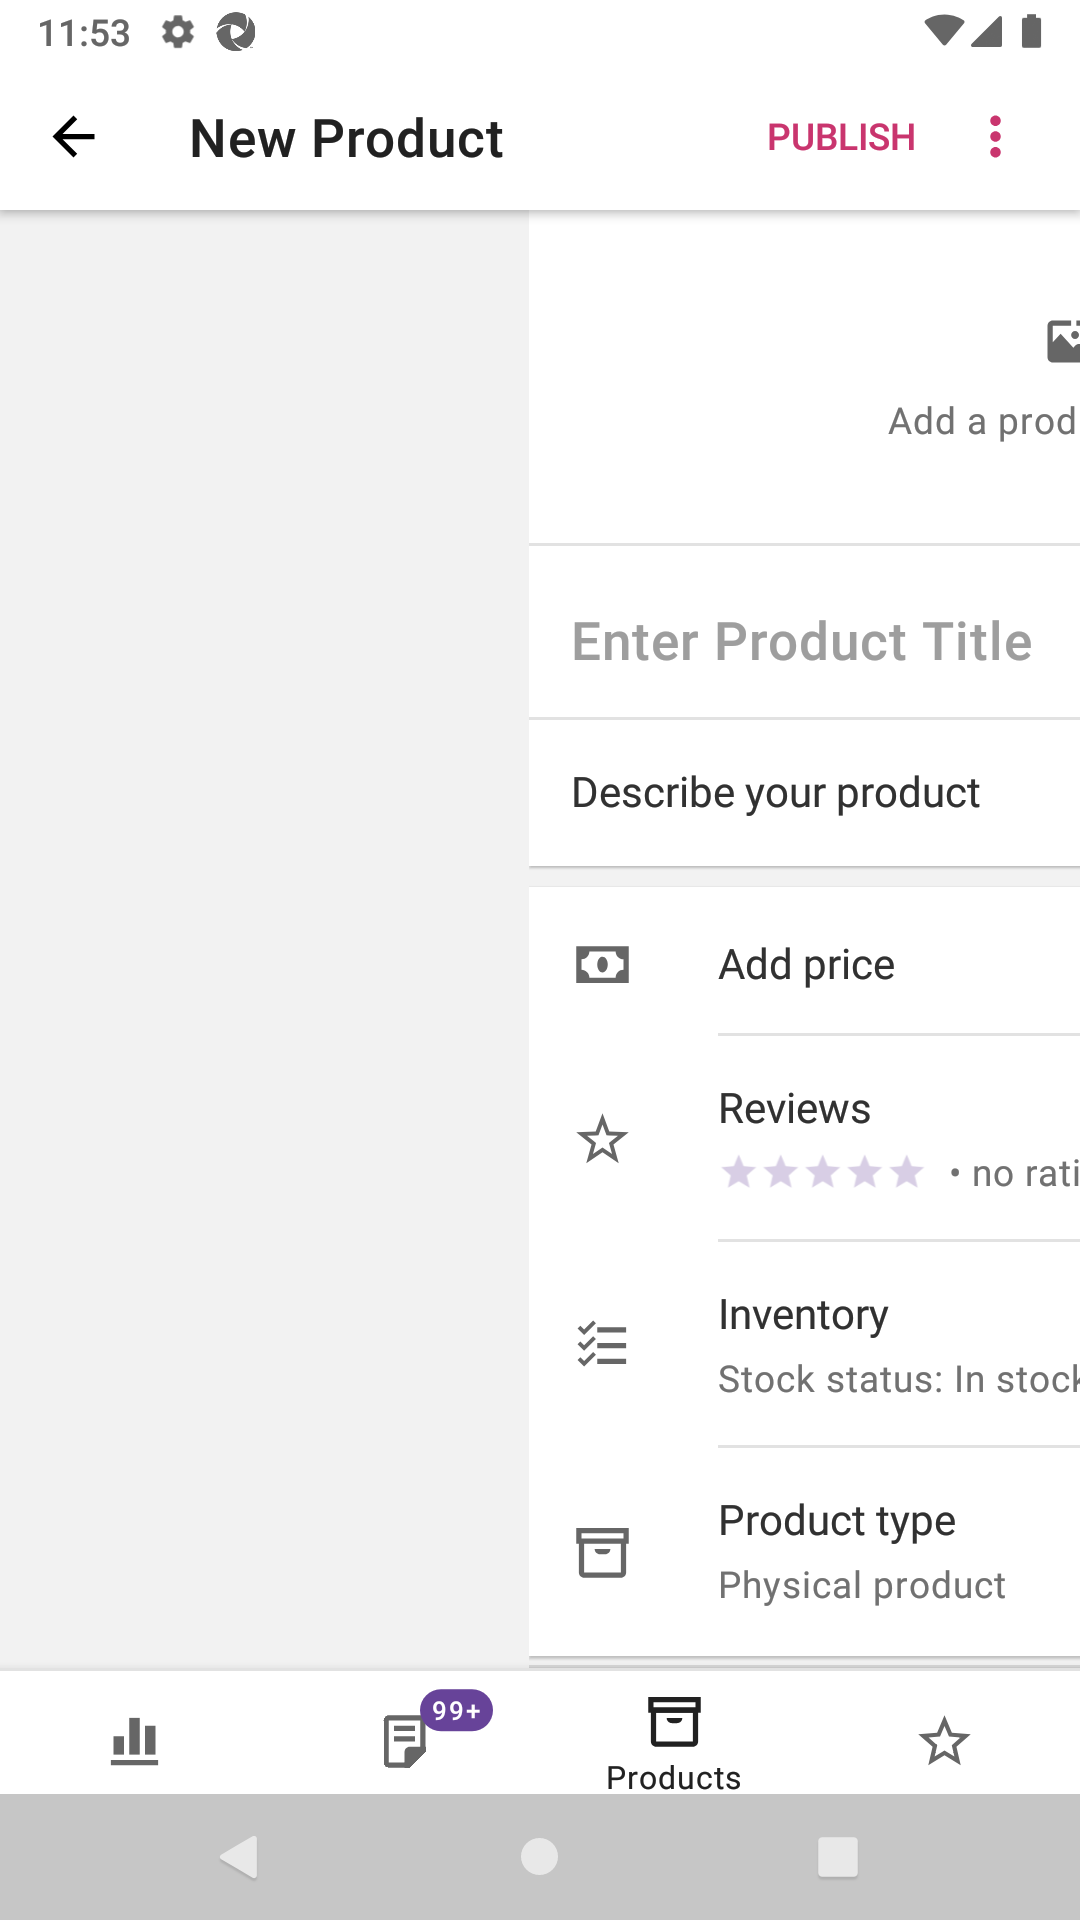 11:53
New Product
PUBLISH
Add a prod
Enter Product Title
Describe your product
Add price
Reviews
• no rati
Inventory
Stock status: In stock
Product type
Physical product
99+
Products